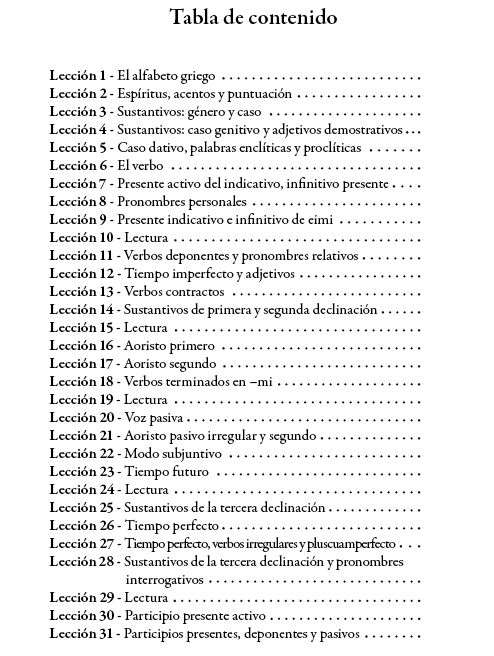 Tabla de contenido
Lección 1 - El alfabeto griego . . . . . . . . . . . . . . . . . . . . . . . . . . .
Lección 2 - Espíritus, acentos y puntuación . . . . . . . . . . . . . . . . .
Lección 3 - Sustantivos: género y caso . . . . . . . . . . . . . . . . . . . . .
Lección 4 - Sustantivos: caso genitivo y adjetivos demostrativos . . .
Lección 5 - Caso dativo, palabras enclíticas y proclíticas . . . . . . .
Lección 6 - El verbo . . . . . . . . . . . . . . . . . . . . . . . . . . . . . . . . . .
Lección 7 - Presente activo del indicativo, infinitivo presente . . . .
Lección 8 - Pronombres personales . . . . . . . . . . . . . . . . . . . . . . .
Lección 9 - Presente indicativo e infinitivo de eimi . . . . . . . . . . .
Lección 10 - Lectura . . . . . . . . . . . . . . . . . . . . . . . . . . . . . . . . .
Lección 11 - Verbos deponentes y pronombres relativos . . . . . . . .
Lección 12 - Tiempo imperfecto y adjetivos . . . . . . . . . . . . . . . . .
Lección 13 - Verbos contractos . . . . . . . . . . . . . . . . . . . . . . . . . .
Lección 14 - Sustantivos de primera y segunda declinación . . . . . .
Lección 15 - Lectura . . . . . . . . . . . . . . . . . . . . . . . . . . . . . . . . .
Lección 16 - Aoristo primero . . . . . . . . . . . . . . . . . . . . . . . . . . .
Lección 17 - Aoristo segundo . . . . . . . . . . . . . . . . . . . . . . . . . . .
Lección 18 - Verbos terminados en –mi . . . . . . . . . . . . . . . . . . . .
Lección 19 - Lectura . . . . . . . . . . . . . . . . . . . . . . . . . . . . . . . . .
Lección 20 - Voz pasiva . . . . . . . . . . . . . . . . . . . . . . . . . . . . . . . .
Lección 21 - Aoristo pasivo irregular y segundo . . . . . . . . . . . . . .
Lección 22 - Modo subjuntivo . . . . . . . . . . . . . . . . . . . . . . . . . .
Lección 23 - Tiempo futuro . . . . . . . . . . . . . . . . . . . . . . . . . . . .
Lección 24 - Lectura . . . . . . . . . . . . . . . . . . . . . . . . . . . . . . . . .
Lección 25 - Sustantivos de la tercera declinación . . . . . . . . . . . . .
Lección 26 - Tiempo perfecto . . . . . . . . . . . . . . . . . . . . . . . . . . .
Lección 27 - Tiempo perfecto, verbos irregulares y pluscuamperfecto . . .
Lección 28 - Sustantivos de la tercera declinación y pronombres
interrogativos . . . . . . . . . . . . . . . . . . . . . . . . . . . . .
Lección 29 - Lectura . . . . . . . . . . . . . . . . . . . . . . . . . . . . . . . . .
Lección 30 - Participio presente activo . . . . . . . . . . . . . . . . . . . . .
Lección 31 - Participios presentes, deponentes y pasivos . . . . . . . .